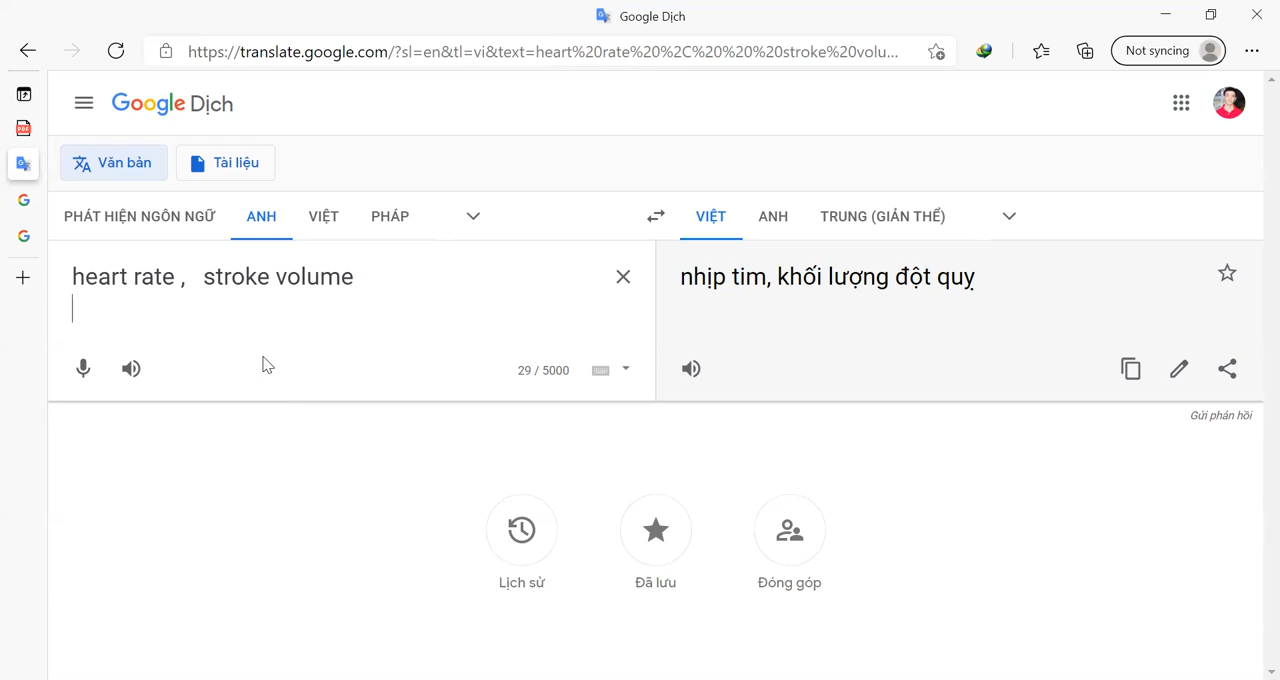 Google Dịch
https://translate.google.com/?sl=en&tl=vi&text=heart%20rate%20%2C%20%20%20stroke%20volu...
Not syncing
PDF
Google Dịch
Văn bản
Tài liệu
PHÁT HIỆN NGÔN NGỮ ANH VIỆT PHÁP
VIỆT ANH TRUNG (GIẢN THỂ)
heart rate ,   stroke volume
nhịp tim, khối lượng đột quỵ
29 / 5000
Gửi phản hồi
Lịch sử
Đã lưu
Đóng góp